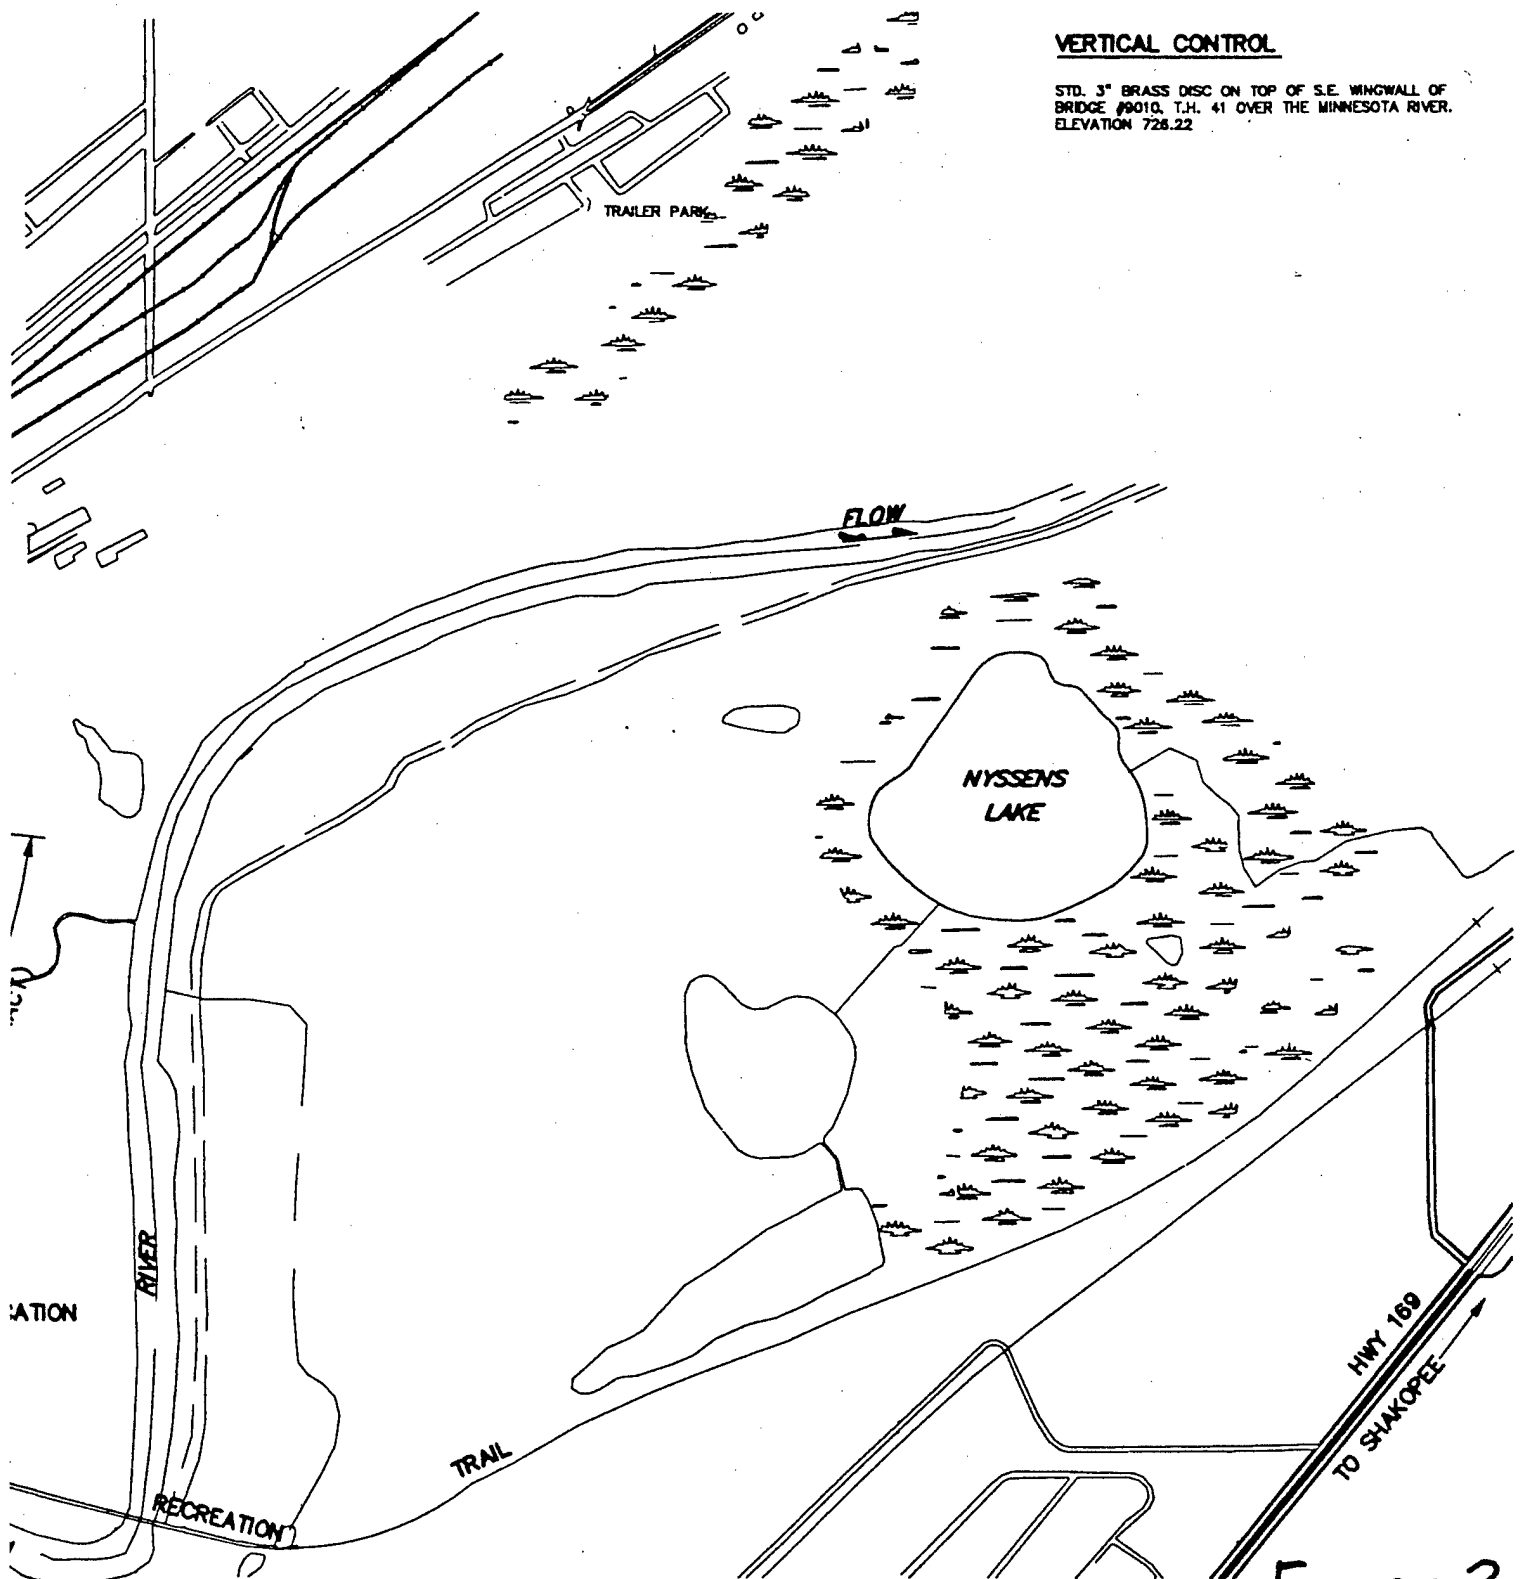 VERTICAL CONTROL
STD. 3" BRASS DISC ON TOP OF S.E. WINGWALL OF
BRIDGE #9010, T.H. 41 OVER THE MINNESOTA RIVER.
ELEVATION 726.22
TRAILER PARK
FLOW
NYSSENS
LAKE
RIVER
CATION
HWY 169
TO SHAKOPEE
TRAIL
RECREATION